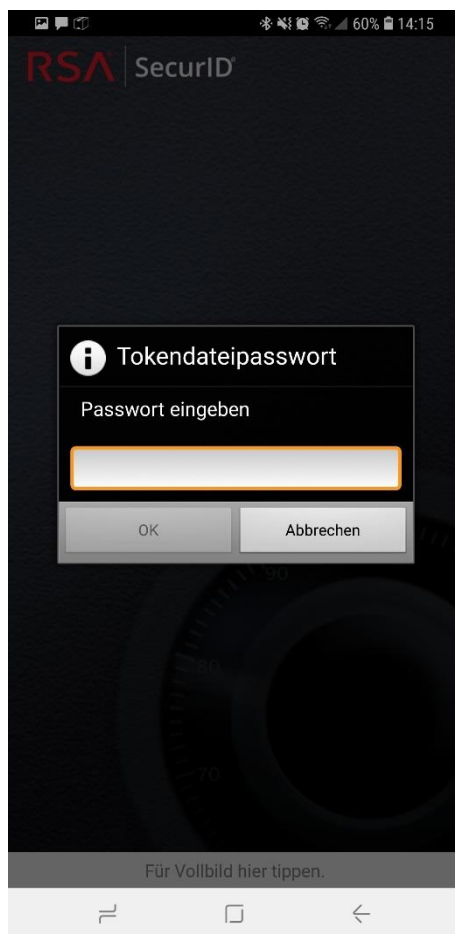 60% 14:15
RSA SecurID®
Tokendateipasswort
Passwort eingeben
OK Abbrechen
90
80
70
Für Vollbild hier tippen.